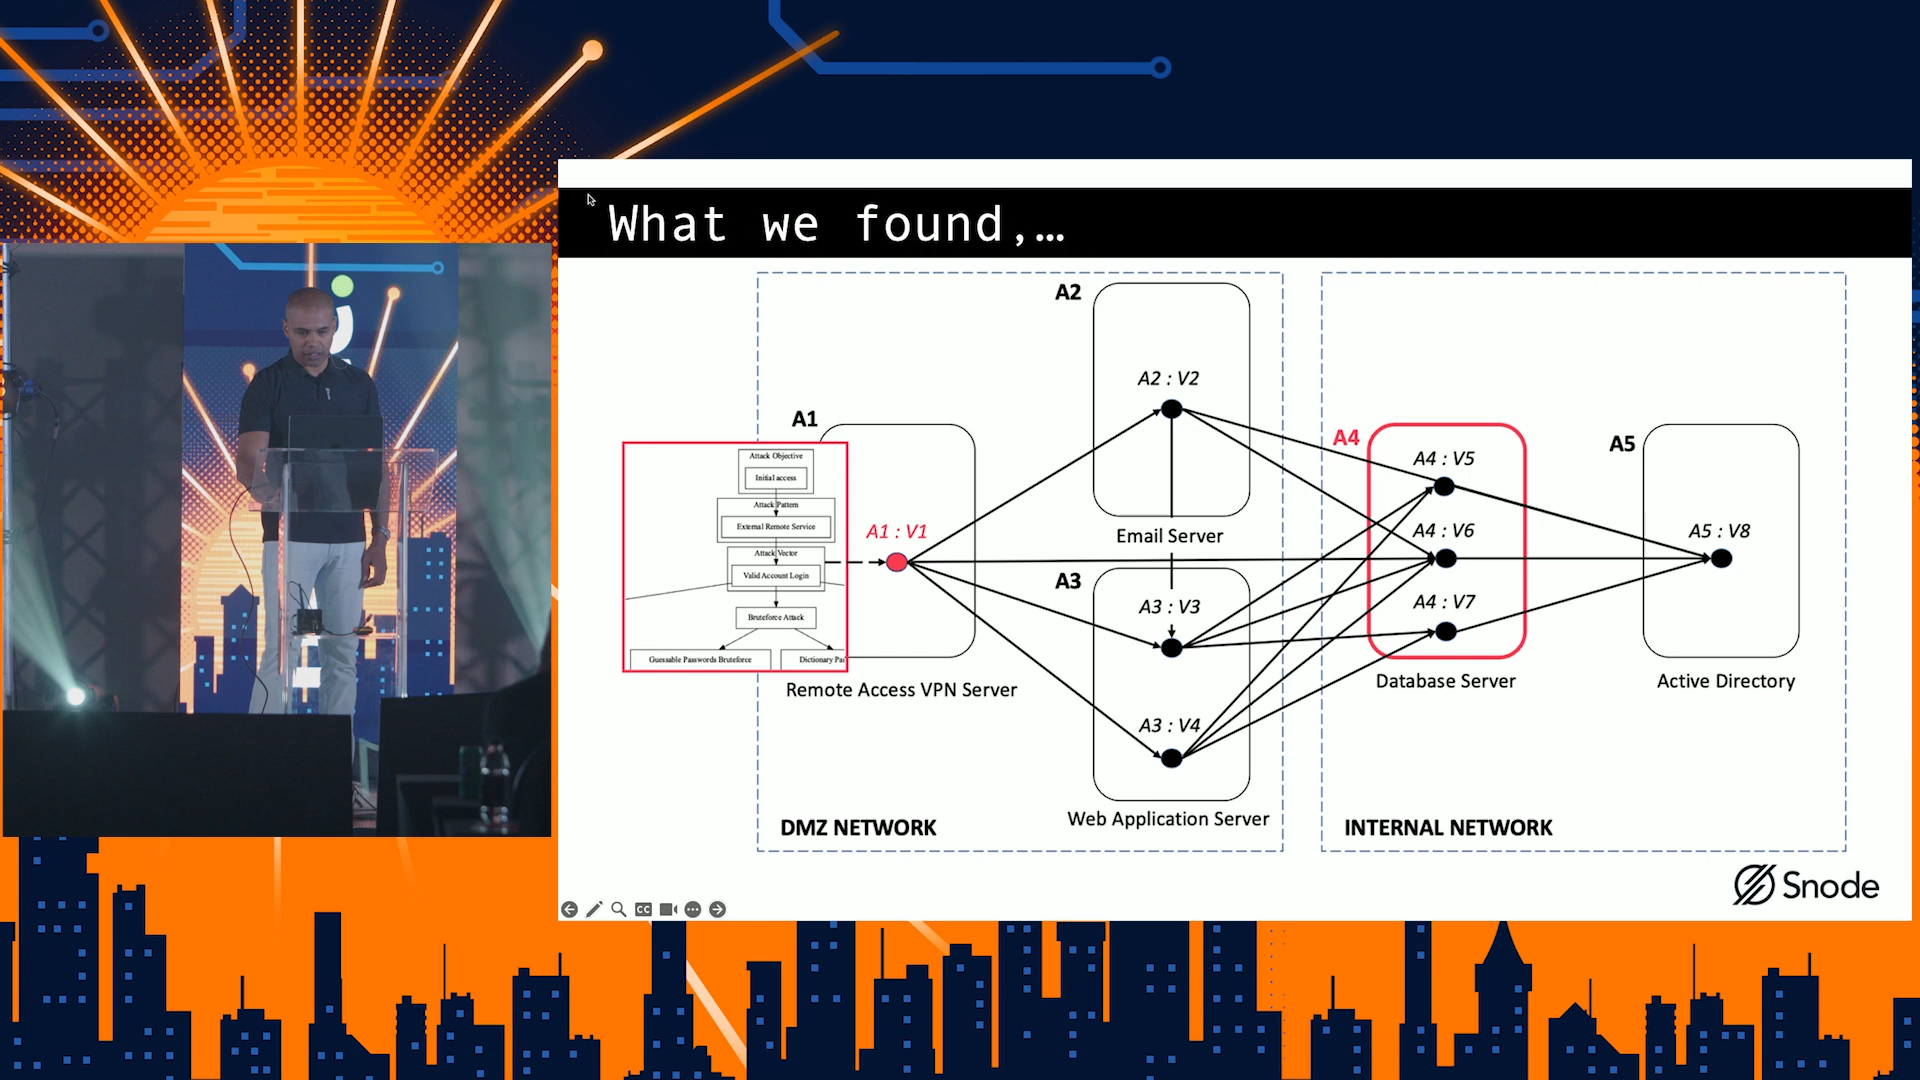 What we found,…
A2
A2 : V2
A1
A4
A5
A4 : V5
Attack Objective
Initial access
Attack Pattern
External Remote Service
Attack Vector
Valid Account Login
Bruteforce Attack
Guessable Passwords Bruteforce
Dictionary
A1 : V1
A4 : V6
A5 : V8
Email Server
A3
A3 : V3
A4 : V7
Remote Access VPN Server
Database Server
Active Directory
A3 : V4
Web Application Server
DMZ NETWORK
INTERNAL NETWORK
Snode
CC